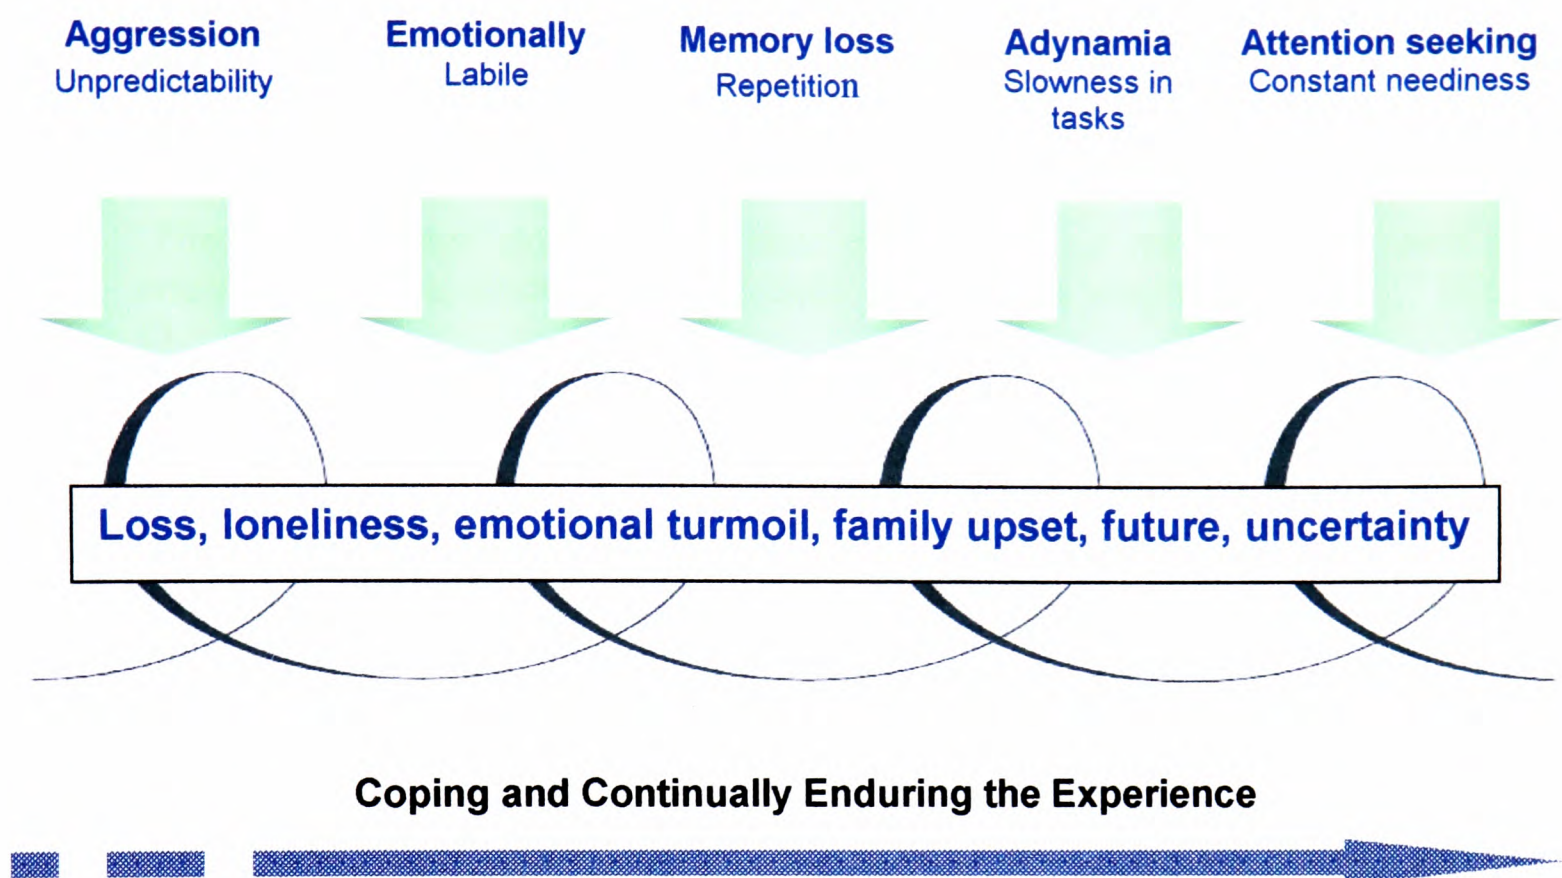 Aggression
Unpredictability
Emotionally
Labile
Memory loss
Repetition
Adynamia
Slowness in
tasks
Attention seeking
Constant neediness
Loss, loneliness, emotional turmoil, family upset, future, uncertainty
Coping and Continually Enduring the Experience